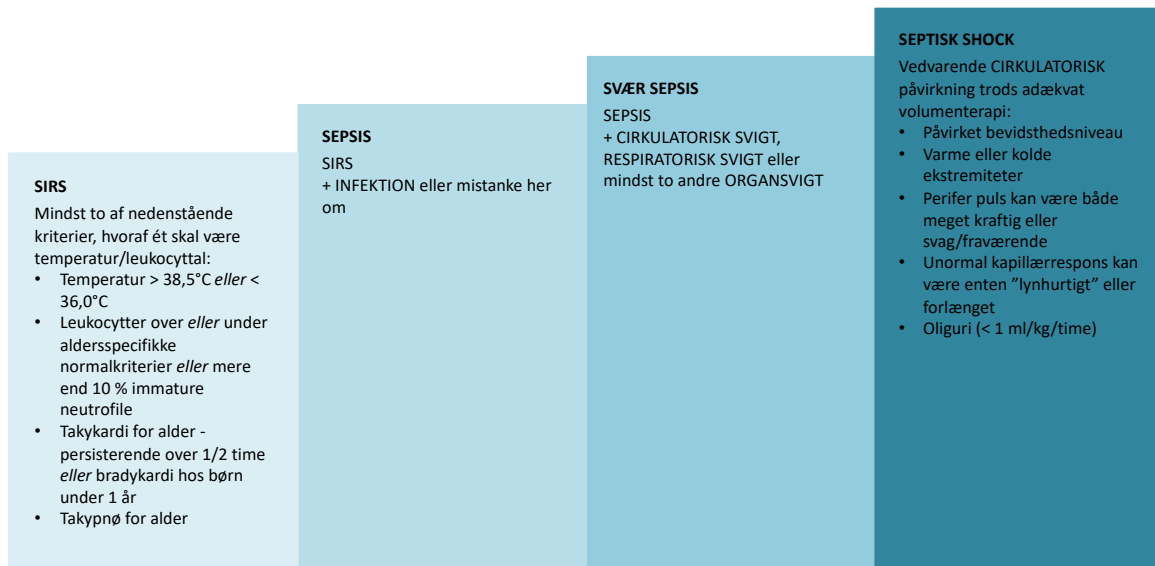 SIRS
Mindst to af nedenstående
kriterier, hvoraf ét skal være
temperatur/leukocyttal:
• Temperatur > 38,5°C eller <
36,0°C
• Leukocytter over eller under
aldersspecifikke
normalkriterier eller mere
end 10 % immature
neutrofile
• Takykardi for alder -
persisterende over 1/2 time
eller bradykardi hos børn
under 1 år
• Takypnø for alder
SEPSIS
SIRS
+ INFEKTION eller mistanke her
om
SVÆR SEPSIS
SEPSIS
+ CIRKULATORISK SVIGT,
RESPIRATORISK SVIGT eller
mindst to andre ORGANSVIGT
SEPTISK SHOCK
Vedvarende CIRKULATORISK
påvirkning trods adækvat
volumenterapi:
• Påvirket bevidsthedsniveau
• Varme eller kolde
ekstremiteter
• Perifer puls kan være både
meget kraftig eller
svag/fraværende
• Unormal kapillærrespons kan
være enten ”lynhurtigt” eller
forlænget
• Oliguri (< 1 ml/kg/time)